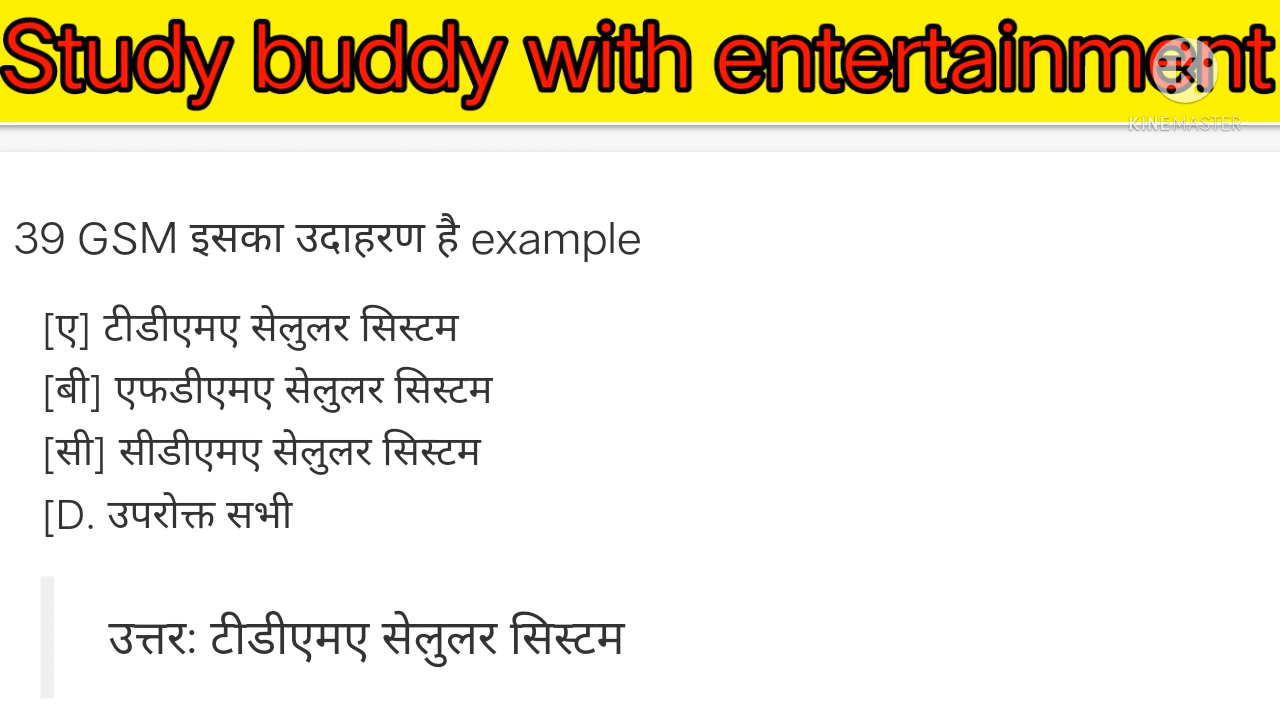 Study buddy with entertainment
KINEMASTER
39 GSM इसका उदाहरण है example
[ए] टीडीएमए सेलुलर सिस्टम
[बी] एफडीएमए सेलुलर सिस्टम
[सी] सीडीएमए सेलुलर सिस्टम
[D. उपरोक्त सभी
उत्तर: टीडीएमए सेलुलर सिस्टम